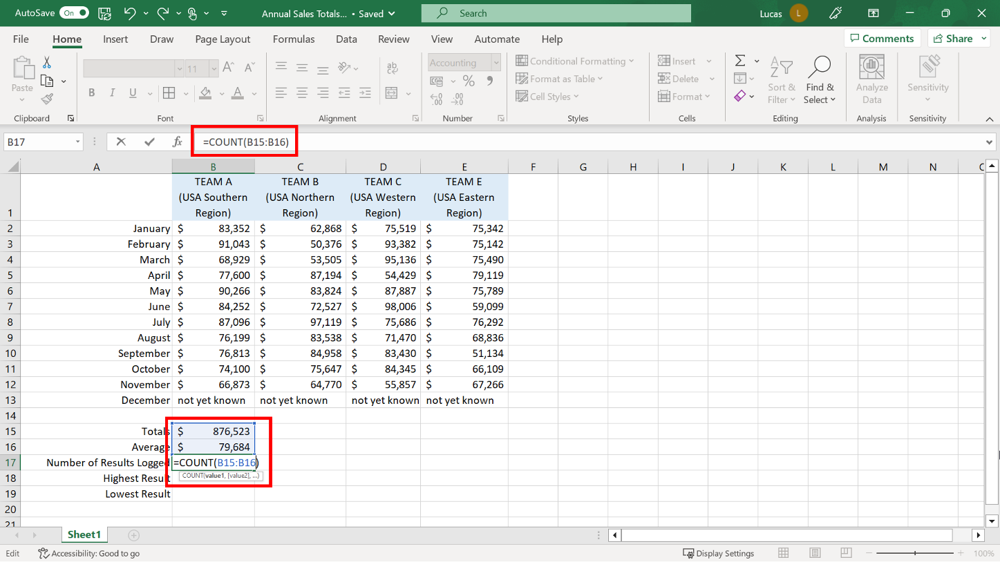 AutoSave On Annual Sales Totals... • Saved Search Lucas L
File Home Insert Draw Page Layout Formulas Data Review View Automate Help Comments Share
Paste 11 A A Accounting Conditional Formatting Insert Σ
B I U A ab % 9 Format as Table Delete Sort & Filter Find & Select Analyze Data Sensitivity
Cell Styles Format
Clipboard Font Alignment Number Styles Cells Editing Analysis Sensitivity
B17 fx =COUNT(B15:B16)
A B C D E F G H I J K L M N
1 TEAM A (USA Southern Region) TEAM B (USA Northern Region) TEAM C (USA Western Region) TEAM E (USA Eastern Region)
2 January $ 83,352 $ 62,868 $ 75,519 $ 75,342
3 February $ 91,043 $ 50,376 $ 93,382 $ 75,142
4 March $ 68,929 $ 53,505 $ 95,136 $ 75,490
5 April $ 77,600 $ 87,194 $ 54,429 $ 79,119
6 May $ 90,266 $ 83,824 $ 87,887 $ 75,789
7 June $ 84,252 $ 72,527 $ 98,006 $ 59,099
8 July $ 87,096 $ 97,119 $ 75,686 $ 76,292
9 August $ 76,199 $ 83,538 $ 71,470 $ 68,836
10 September $ 76,813 $ 84,958 $ 83,430 $ 51,134
11 October $ 74,100 $ 75,647 $ 84,345 $ 66,109
12 November $ 66,873 $ 64,770 $ 55,857 $ 67,266
13 December not yet known not yet known not yet known not yet known
14
15 Totals $ 876,523
16 Average $ 79,684
17 Number of Results Logged =COUNT(B15:B16)
18 Highest Result COUNT(value1, [value2], ...)
19 Lowest Result
20
21
Sheet1
Edit Accessibility: Good to go Display Settings 100%